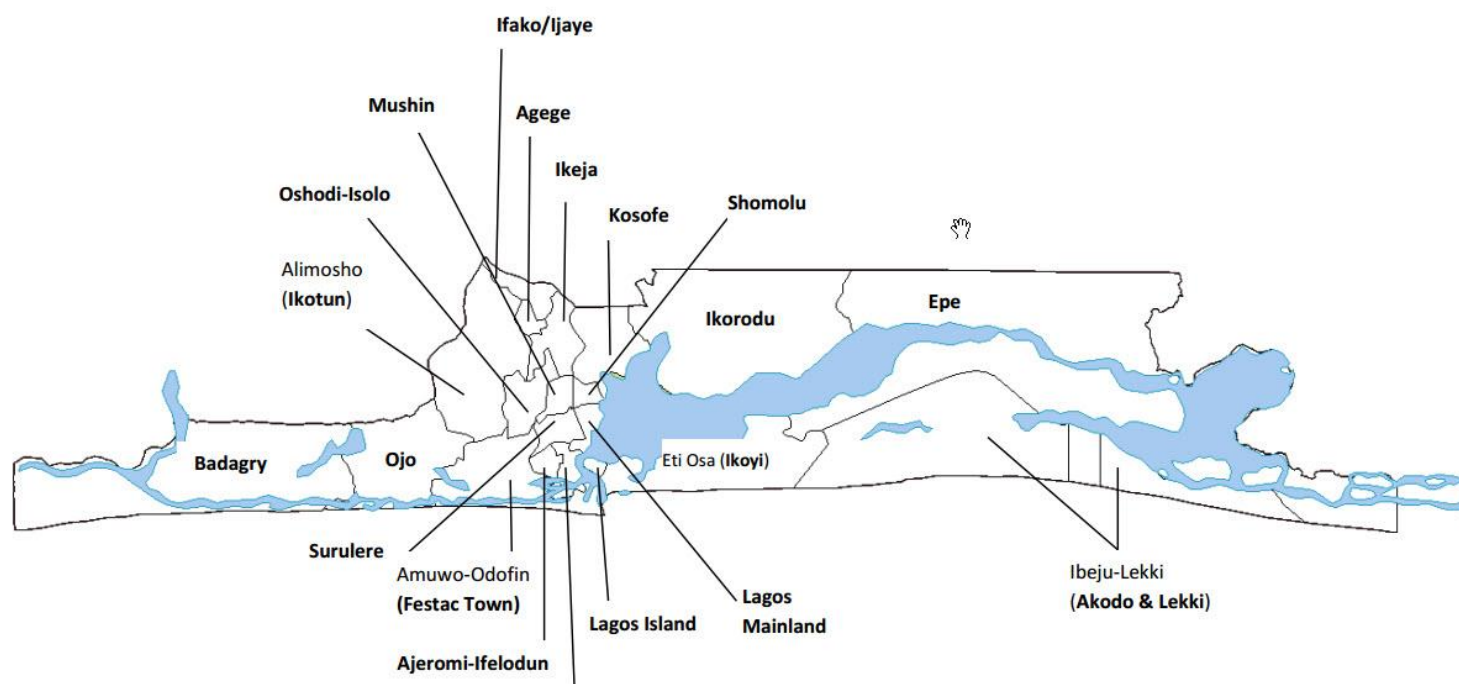 Ifako/Ijaye
Mushin
Agege
Ikeja
Oshodi-Isolo
Shomolu
Kosofe
Alimosho
(Ikotun)
Epe
Ikorodu
Badagry
Ojo
Eti Osa (Ikoyi)
Surulere
Amuwo-Odofin
(Festac Town)
Ibeju-Lekki
(Akodo & Lekki)
Lagos
Mainland
Lagos Island
Ajeromi-Ifelodun